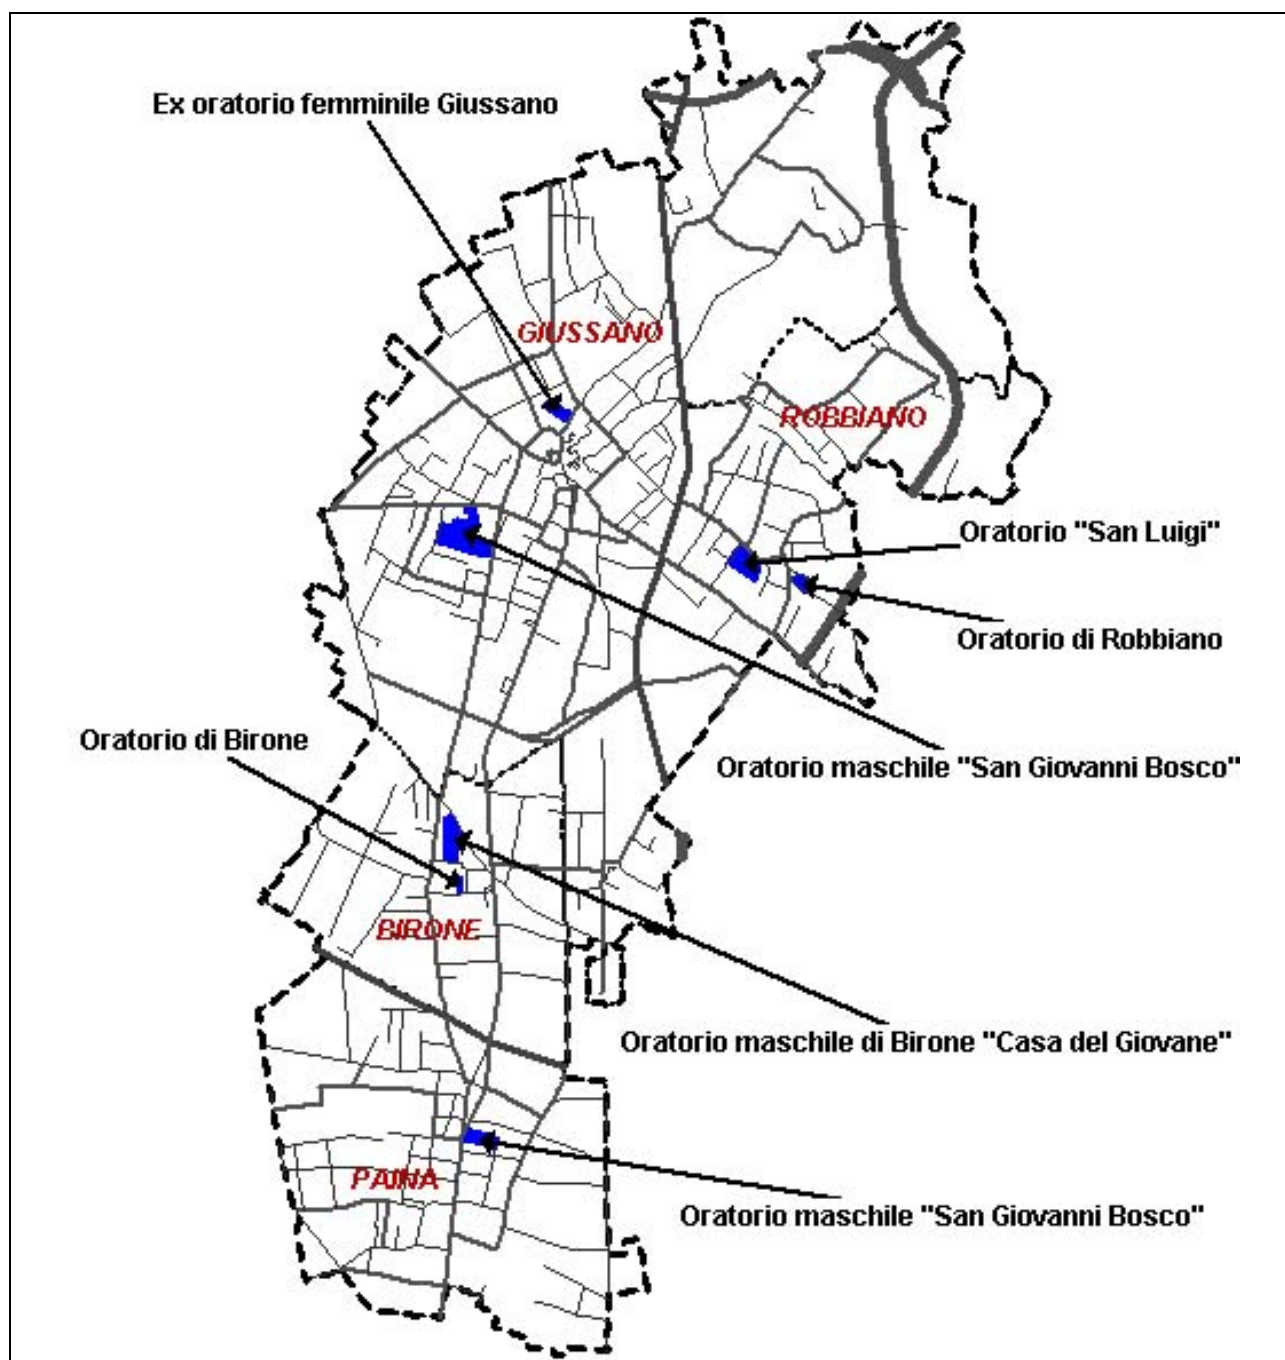 Ex oratorio femminile Giussano
GIUSSANO
ROBBIANO
Oratorio "San Luigi"
Oratorio di Robbiano
Oratorio di Birone
Oratorio maschile "San Giovanni Bosco"
BIRONE
Oratorio maschile di Birone "Casa del Giovane"
PAINA
Oratorio maschile "San Giovanni Bosco"